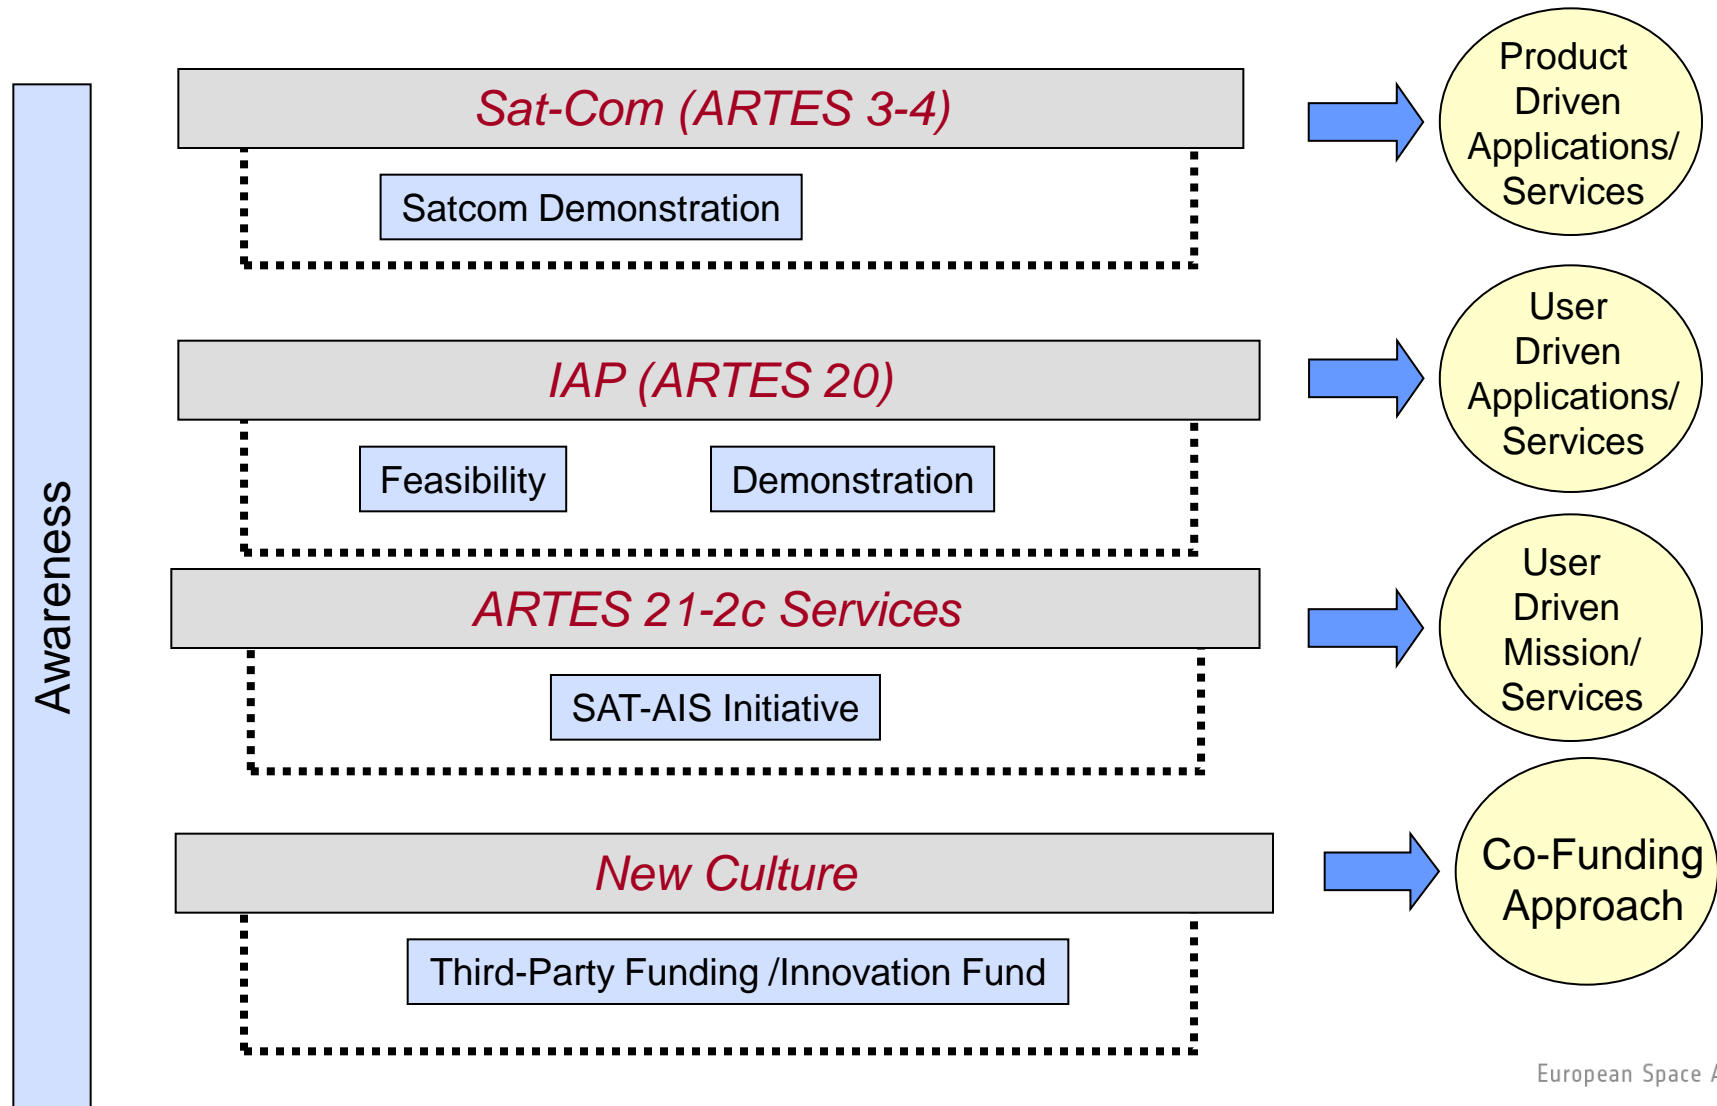 Awareness
Sat-Com (ARTES 3-4)
Satcom Demonstration
Product
Driven
Applications/
Services
IAP (ARTES 20)
Feasibility
Demonstration
User
Driven
Applications/
Services
ARTES 21-2c Services
SAT-AIS Initiative
User
Driven
Mission/
Services
New Culture
Third-Party Funding /Innovation Fund
Co-Funding
Approach
European Space A